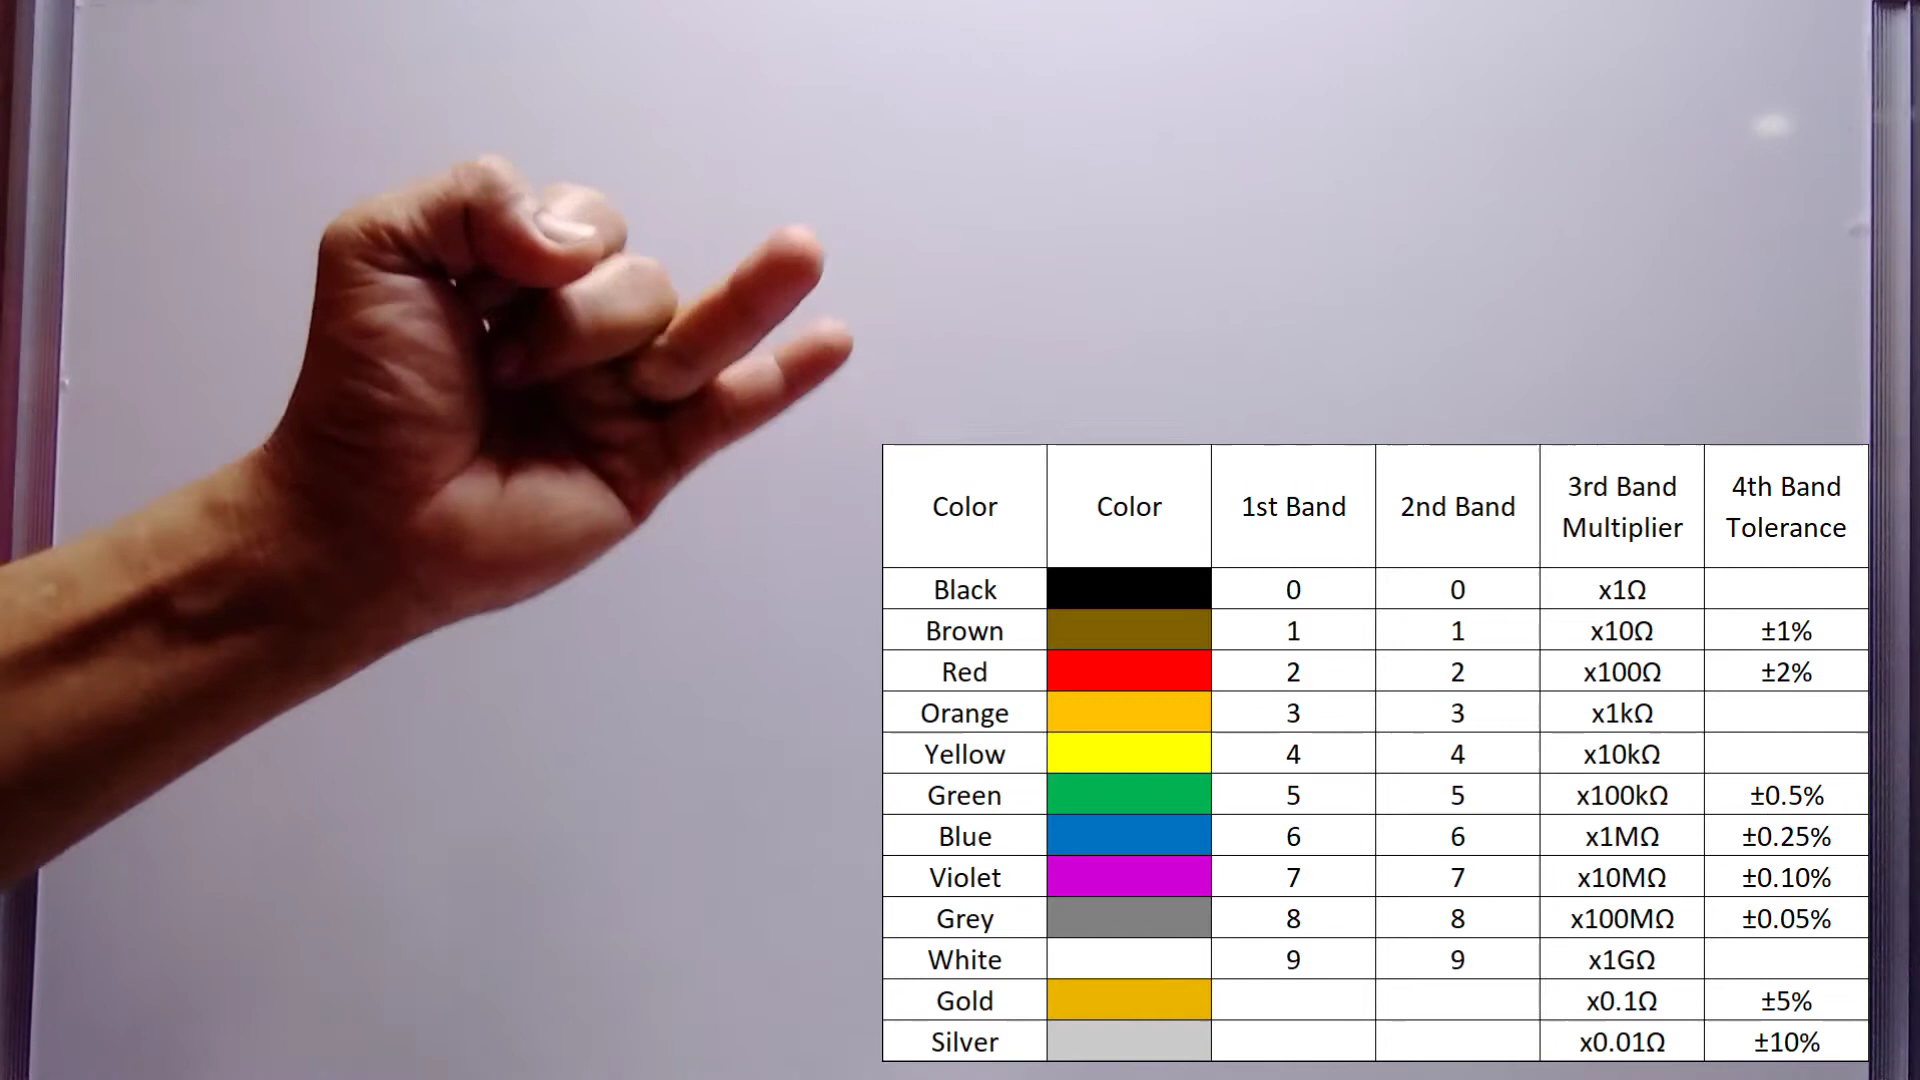 Color Color 1st Band 2nd Band 3rd Band Multiplier 4th Band Tolerance
Black 0 0 x1Ω
Brown 1 1 x10Ω ±1%
Red 2 2 x100Ω ±2%
Orange 3 3 x1kΩ
Yellow 4 4 x10kΩ
Green 5 5 x100kΩ ±0.5%
Blue 6 6 x1MΩ ±0.25%
Violet 7 7 x10MΩ ±0.10%
Grey 8 8 x100MΩ ±0.05%
White 9 9 x1GΩ
Gold x0.1Ω ±5%
Silver x0.01Ω ±10%